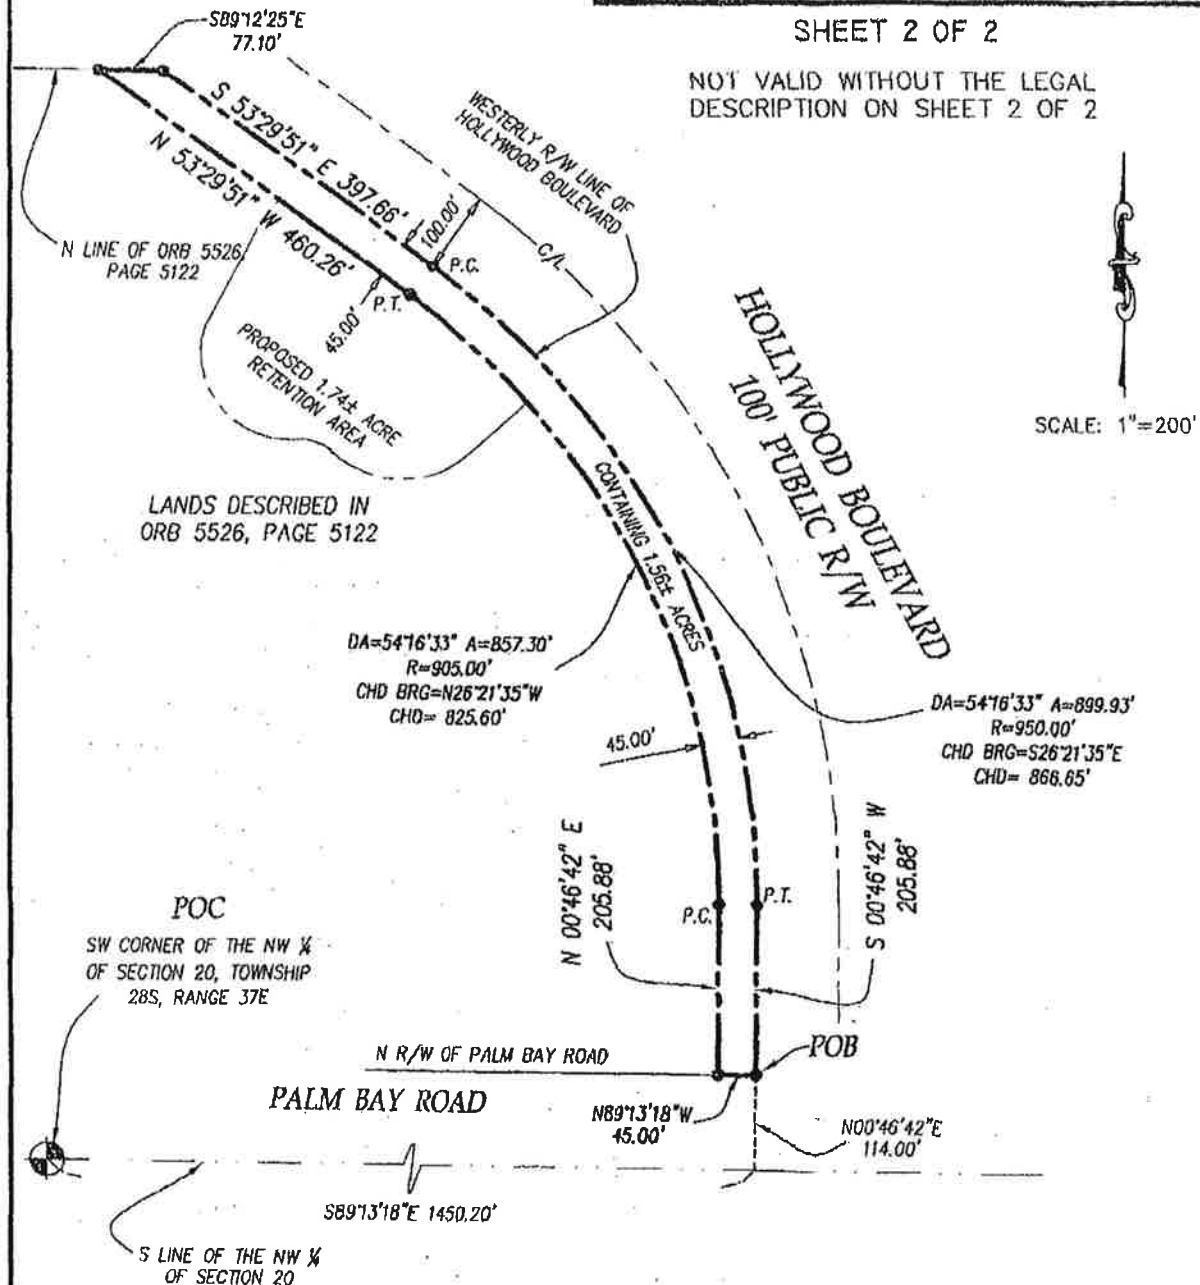 SHEET 2 OF 2
NOT VALID WITHOUT THE LEGAL
DESCRIPTION ON SHEET 2 OF 2
S89°12'25"E
77.10'
S 53°29'51" E 397.66'
N 53°29'51" W 460.26'
WESTERLY R/W LINE OF
HOLLYWOOD BOULEVARD
100.00'
C/L
P.C.
N LINE OF ORB 5526,
PAGE 5122
P.T.
45.00'
PROPOSED 1.74± ACRE
RETENTION AREA
HOLLYWOOD BOULEVARD
100' PUBLIC R/W
SCALE: 1"=200'
LANDS DESCRIBED IN
ORB 5526, PAGE 5122
CONTAINING 1.56± ACRES
DA=54°16'33" A=857.30'
R=905.00'
CHD BRG=N26°21'35"W
CHD= 825.60'
DA=54°16'33" A=899.93'
R=950.00'
CHD BRG=S26°21'35"E
CHD= 866.65'
45.00'
N 00°46'42" E
205.88'
S 00°46'42" W
205.88'
P.C.
P.T.
POC
SW CORNER OF THE NW ¼
OF SECTION 20, TOWNSHIP
28S, RANGE 37E
N R/W OF PALM BAY ROAD
POB
PALM BAY ROAD
N89°13'18"W
45.00'
N00°46'42"E
114.00'
S89°13'18"E 1450.20'
S LINE OF THE NW ¼
OF SECTION 20